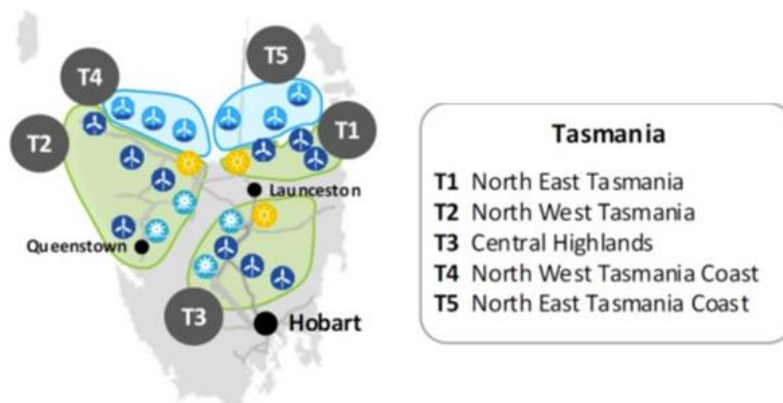 T5
T4
T1
T2
Launceston
Queenstown
T3
Hobart
Tasmania
T1 North East Tasmania
T2 North West Tasmania
T3 Central Highlands
T4 North West Tasmania Coast
T5 North East Tasmania Coast